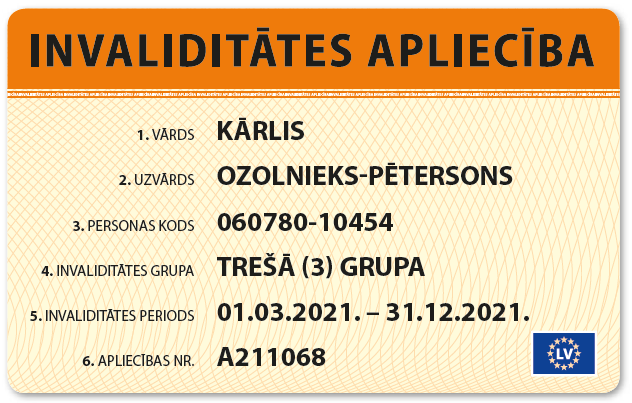 INVALIDITĀTES APLIECĪBA
1. VĀRDS KĀRLIS
2. UZVĀRDS OZOLNIEKS-PĒTERSONS
3. PERSONAS KODS 060780-10454
4. INVALIDITĀTES GRUPA TREŠĀ (3) GRUPA
5. INVALIDITĀTES PERIODS 01.03.2021. – 31.12.2021.
6. APLIECĪBAS NR. A211068
LV